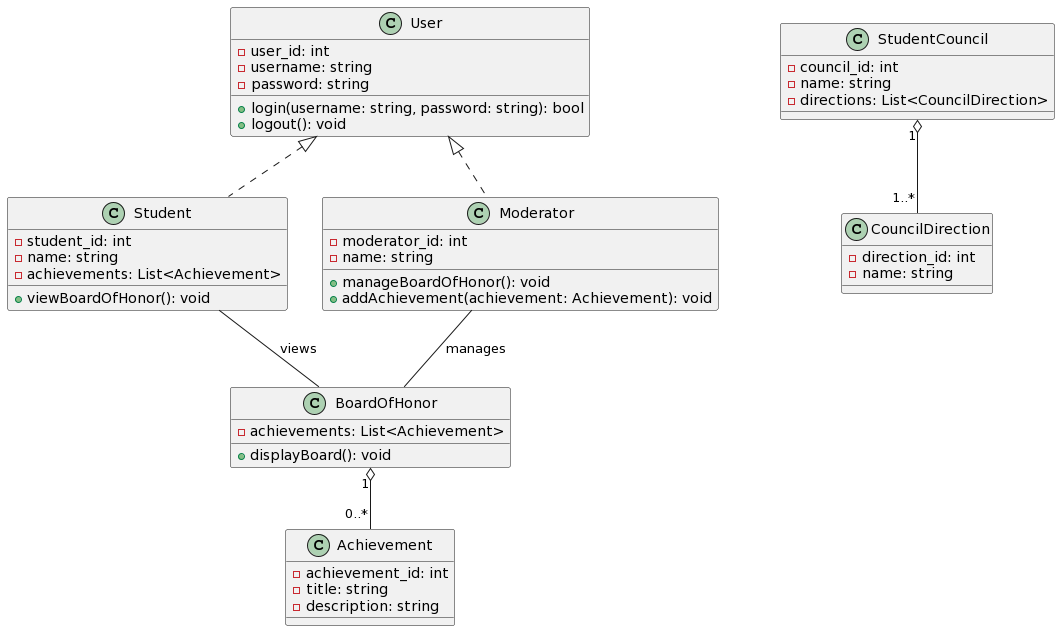 C User
user_id: int
username: string
password: string
login(username: string, password: string): bool
logout(): void
C StudentCouncil
council_id: int
name: string
directions: List<CouncilDirection>
1
1..*
C Student
student_id: int
name: string
achievements: List<Achievement>
viewBoardOfHonor(): void
C Moderator
moderator_id: int
name: string
manageBoardOfHonor(): void
addAchievement(achievement: Achievement): void
C CouncilDirection
direction_id: int
name: string
views
manages
C BoardOfHonor
achievements: List<Achievement>
displayBoard(): void
1
0..*
C Achievement
achievement_id: int
title: string
description: string